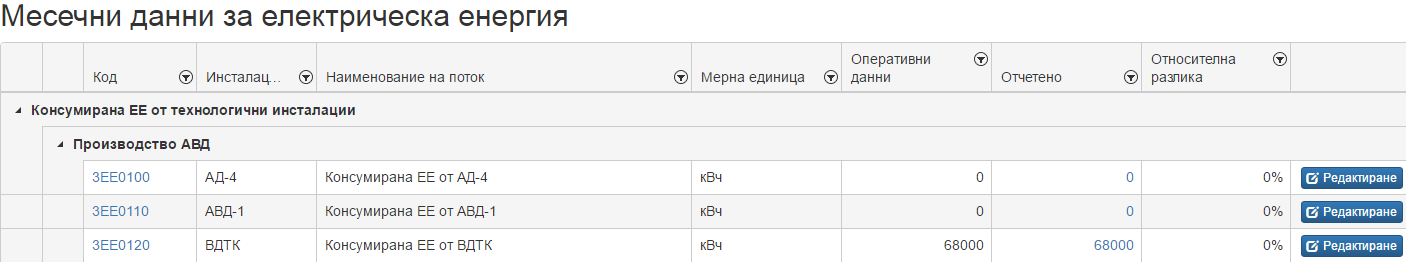 Месечни данни за електрическа енергия
Код Инсталац... Наименование на поток Мерна единица Оперативни данни Отчетено Относителна разлика
Консумирана ЕЕ от технологични инсталации
Производство АВД
3ЕЕ0100 АД-4 Консумирана ЕЕ от АД-4 кВч 0 0 0% Редактиране
3ЕЕ0110 АВД-1 Консумирана ЕЕ от АВД-1 кВч 0 0 0% Редактиране
3ЕЕ0120 ВДТК Консумирана ЕЕ от ВДТК кВч 68000 68000 0% Редактиране